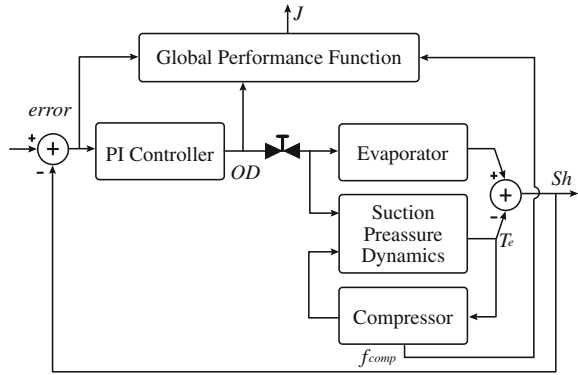 J
Global Performance Function
error
+
+
-
PI Controller
OD
Evaporator
+
+
-
Sh
Suction
Preassure
Dynamics
Te
Compressor
fcomp